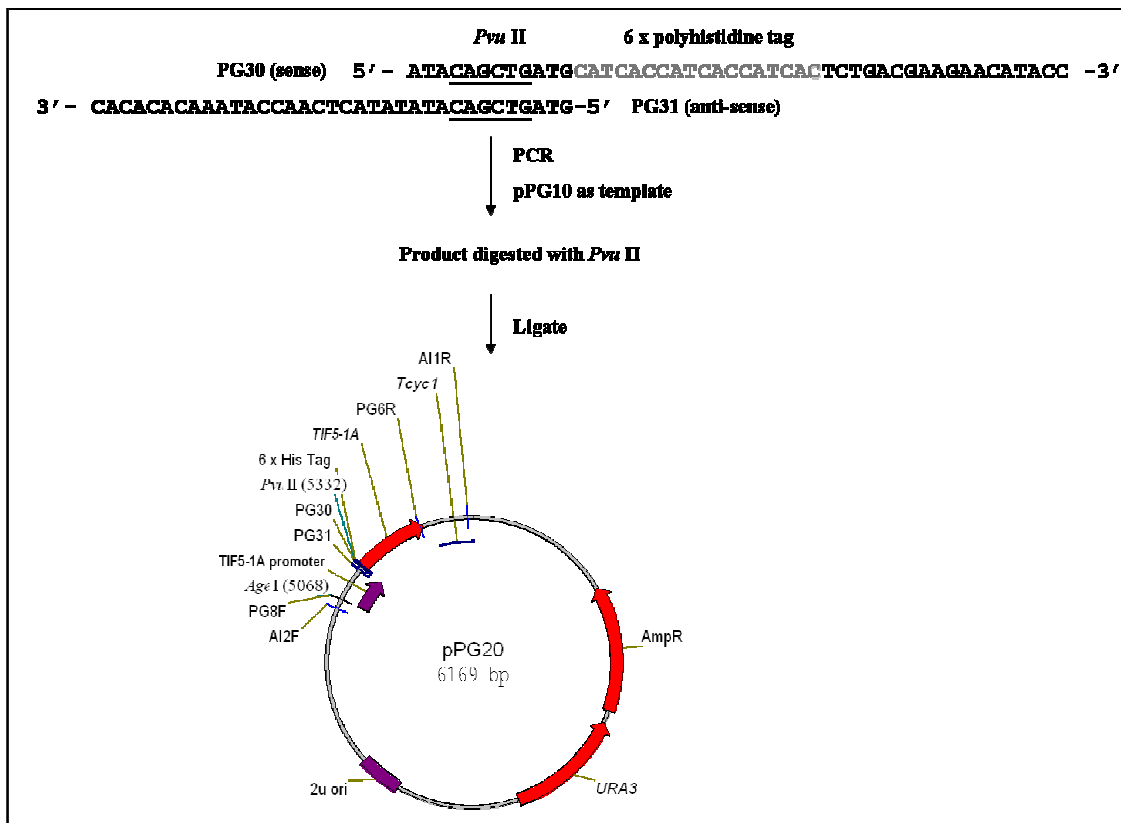 Pvu II 6 x polyhistidine tag
PG30 (sense) 5′- ATACAGCTGATGCATCACCATCACCATCACTCTGACGAAGAACATACC -3′
3′- CACACACAAATACCAACTCATATATACAGCTGATG-5′ PG31 (anti-sense)
PCR
pPG10 as template
Product digested with Pvu II
Ligate
AI1R
Tcyc1
PG6R
TIF5-1A
6 x His Tag
Pvu II (5332)
PG30
PG31
TIF5-1A promoter
Age I (5068)
PG8F
AI2F
pPG20
6169 bp
AmpR
URA3
2u ori